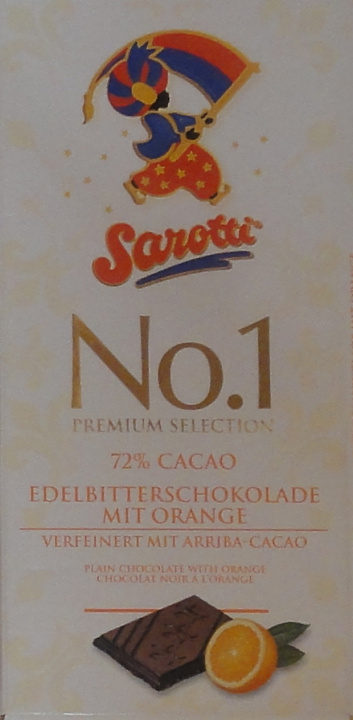 Sarotti
No.1
PREMIUM SELECTION
72% CACAO
EDELBITTERSCHOKOLADE
MIT ORANGE
VERFEINERT MIT ARRIBA-CACAO
PLAIN CHOCOLATE WITH ORANGE
CHOCOLAT NOIR À L'ORANGE